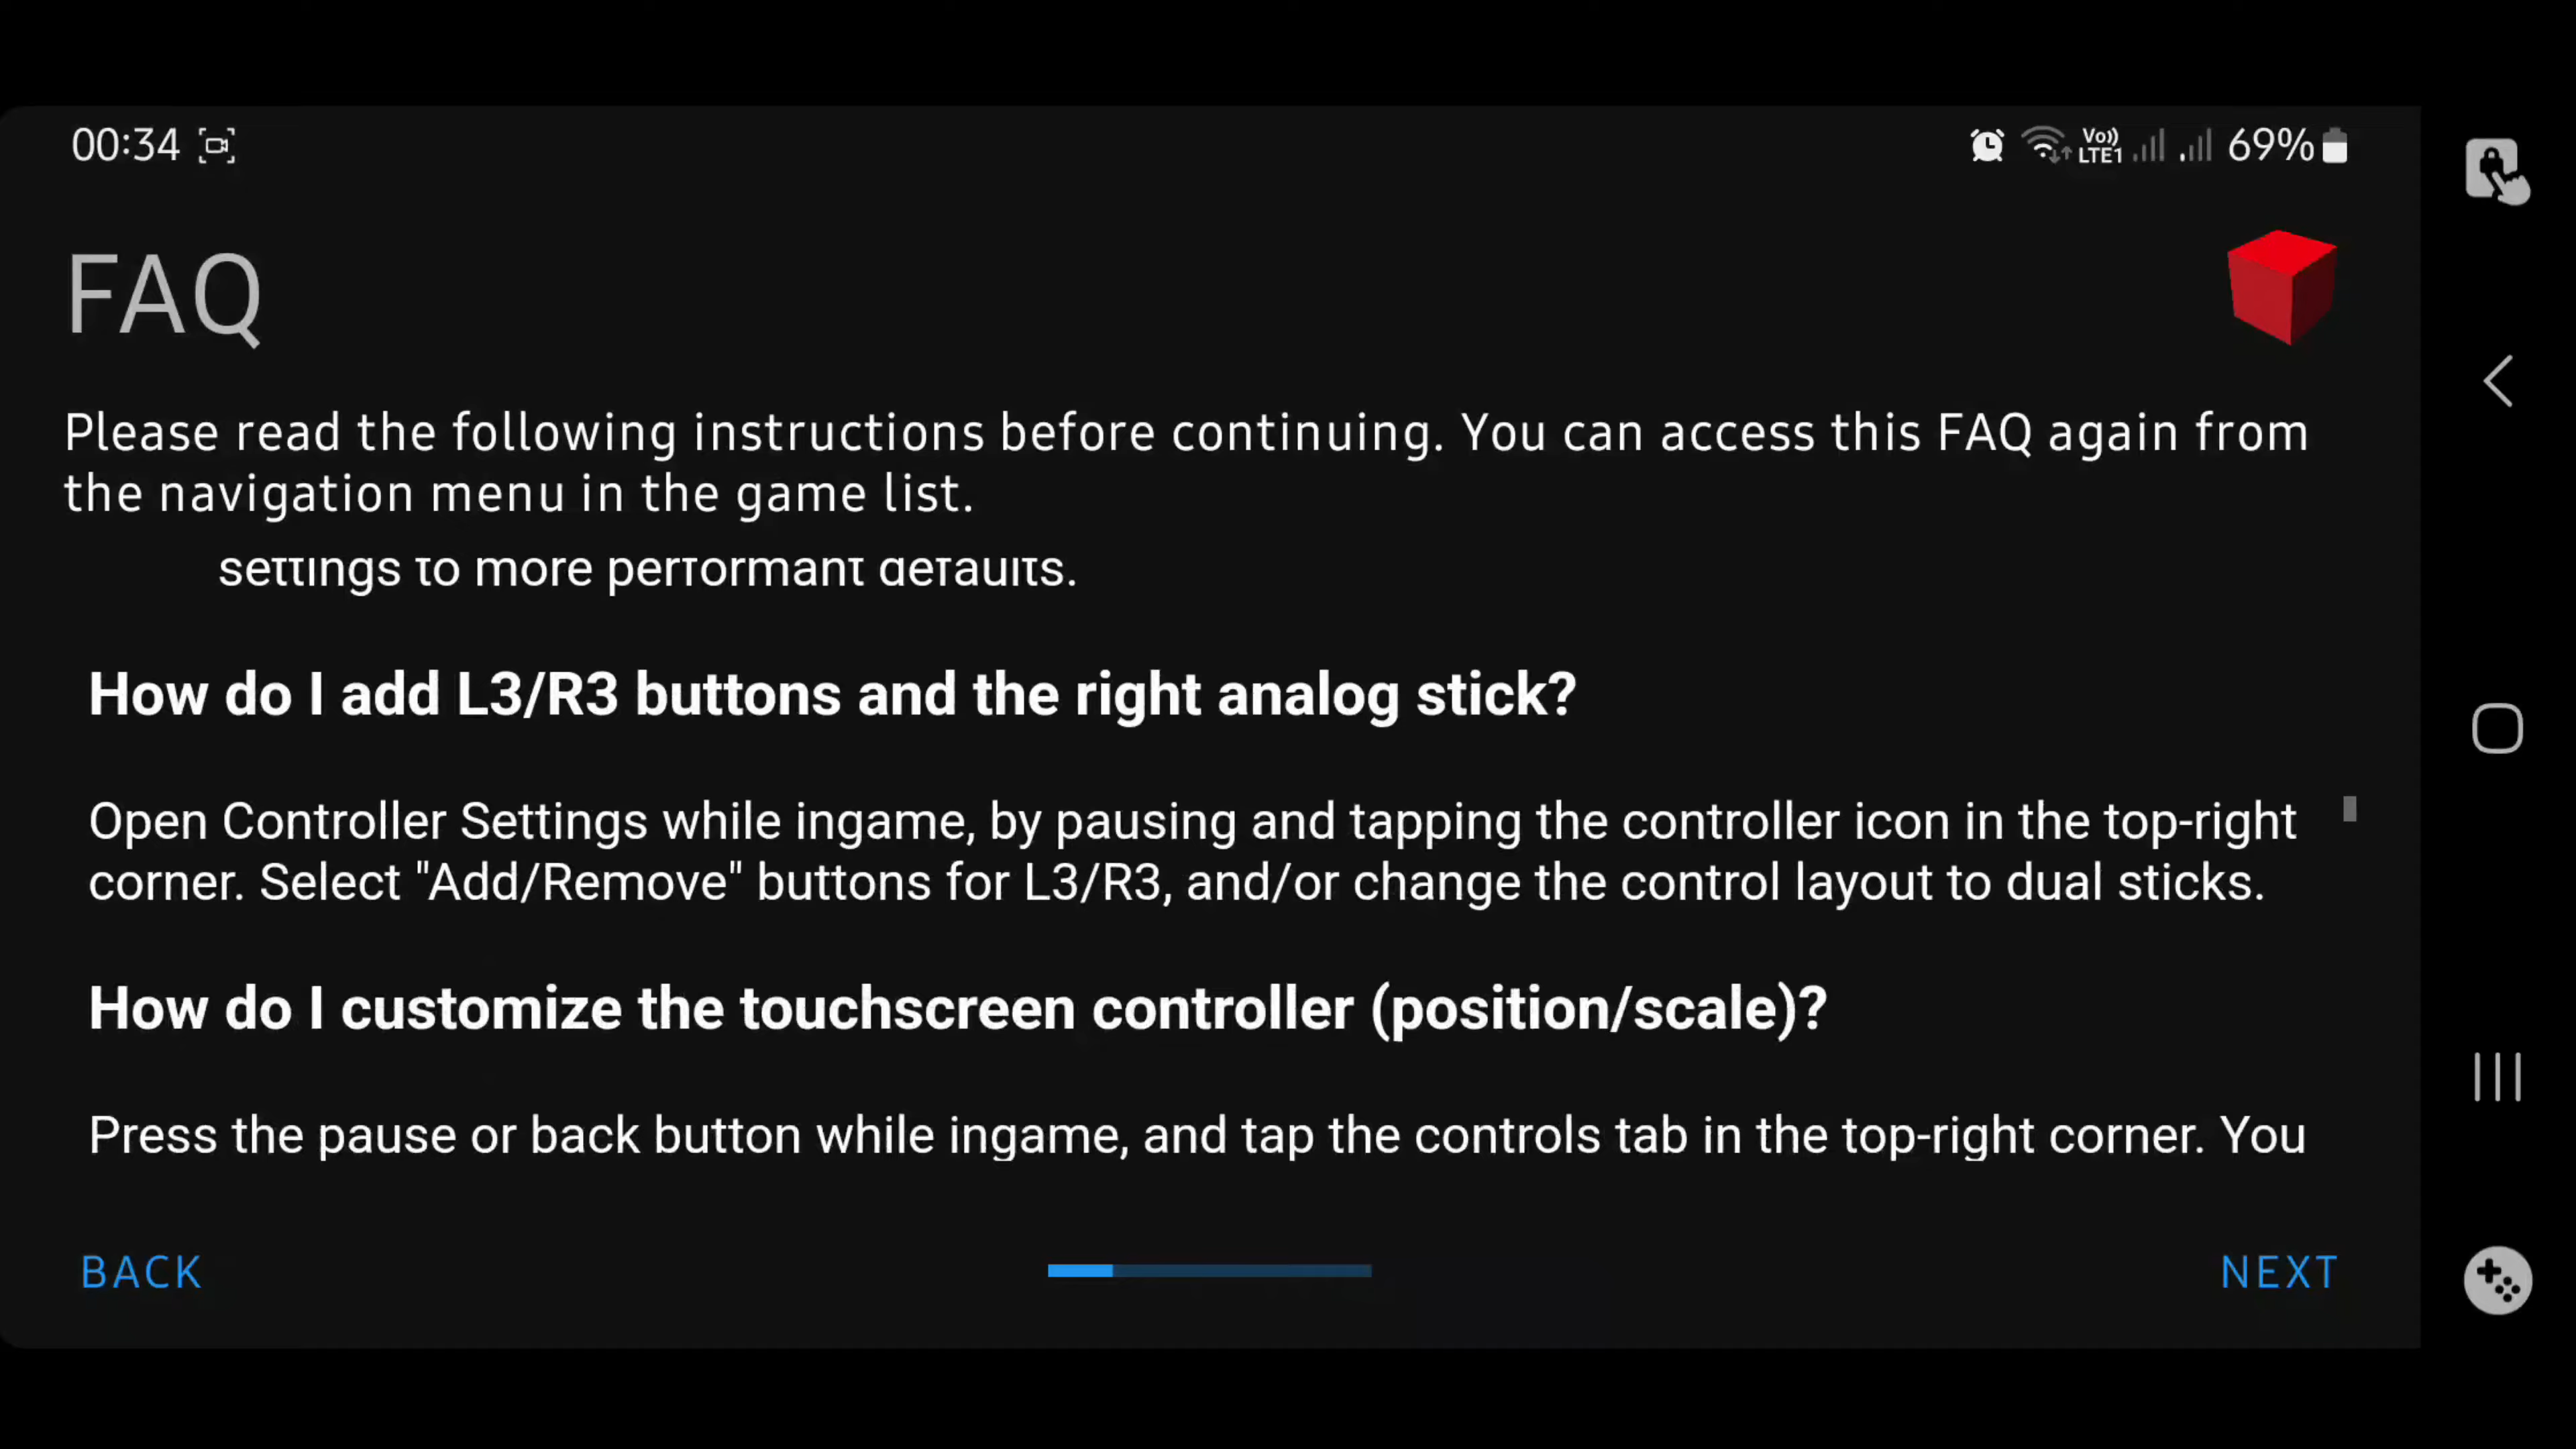 00:34
Vo)) LTE1 69%
FAQ
Please read the following instructions before continuing. You can access this FAQ again from
the navigation menu in the game list.
settings to more performant defaults.
How do I add L3/R3 buttons and the right analog stick?
Open Controller Settings while ingame, by pausing and tapping the controller icon in the top-right
corner. Select "Add/Remove" buttons for L3/R3, and/or change the control layout to dual sticks.
How do I customize the touchscreen controller (position/scale)?
Press the pause or back button while ingame, and tap the controls tab in the top-right corner. You
BACK
NEXT